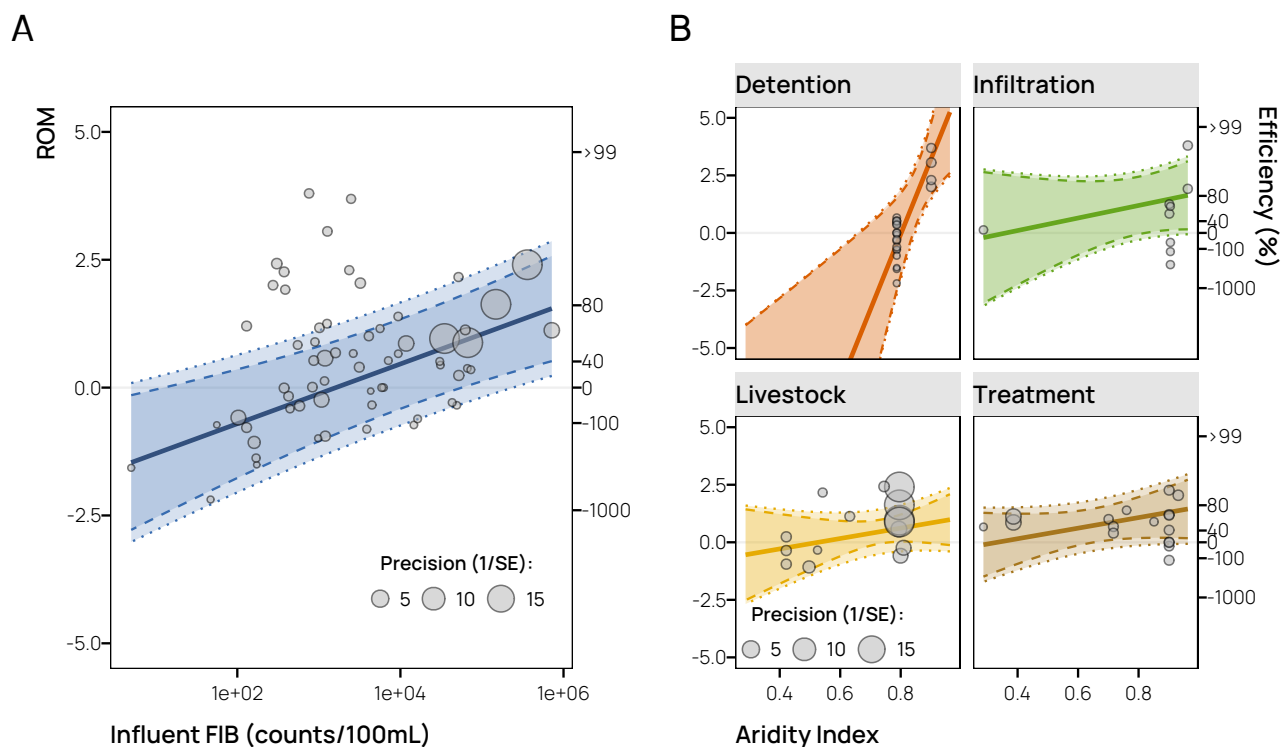 A
ROM
5.0
2.5
0.0
-2.5
-5.0
>99
80
40
0
-100
-1000
Precision (1/SE):
5 10 15
1e+02 1e+04 1e+06
Influent FIB (counts/100mL)
B
Detention Infiltration
5.0
2.5
0.0
-2.5
-5.0
>99
80
40
0
-100
-1000
Efficiency (%)
Livestock Treatment
5.0
2.5
0.0
-2.5
-5.0
>99
80
40
0
-100
-1000
Precision (1/SE):
5 10 15
0.4 0.6 0.8 0.4 0.6 0.8
Aridity Index